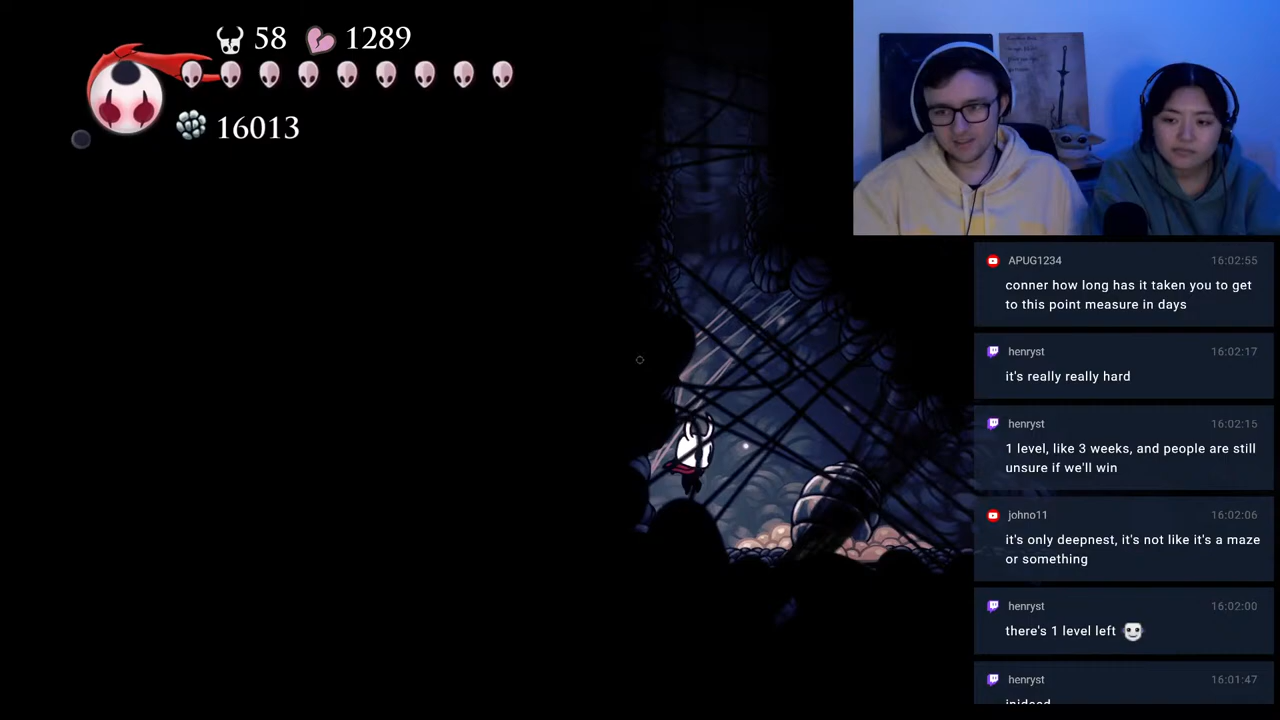 58 1289
16013
APUG1234 16:02:55
conner how long has it taken you to get
to this point measure in days
henryst 16:02:17
it's really really hard
henryst 16:02:15
1 level, like 3 weeks, and people are still
unsure if we'll win
johno11 16:02:06
it's only deepnest, it's not like it's a maze
or something
henryst 16:02:00
there's 1 level left
henryst 16:01:47